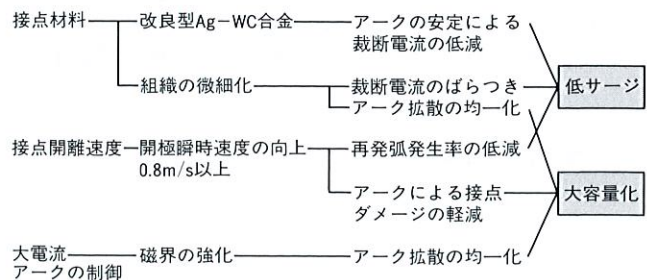 接点材料
改良型Ag－WC合金
アークの安定による
裁断電流の低減
組織の微細化
裁断電流のばらつき
アーク拡散の均一化
低サージ
接点開離速度
開極瞬時速度の向上
0.8m/s以上
再発弧発生率の低減
アークによる接点
ダメージの軽減
大容量化
大電流
アークの制御
磁界の強化
アーク拡散の均一化